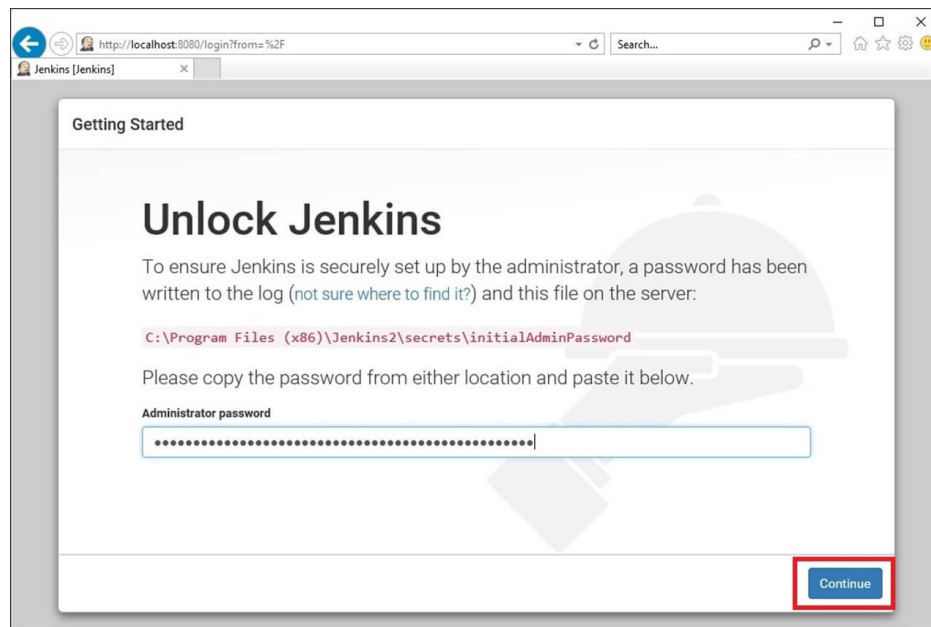 http://localhost:8080/login?from=%2F
Search...
Jenkins [Jenkins]
Getting Started
Unlock Jenkins
To ensure Jenkins is securely set up by the administrator, a password has been
written to the log (not sure where to find it?) and this file on the server:
C:\Program Files (x86)\Jenkins2\secrets\initialAdminPassword
Please copy the password from either location and paste it below.
Administrator password
Continue